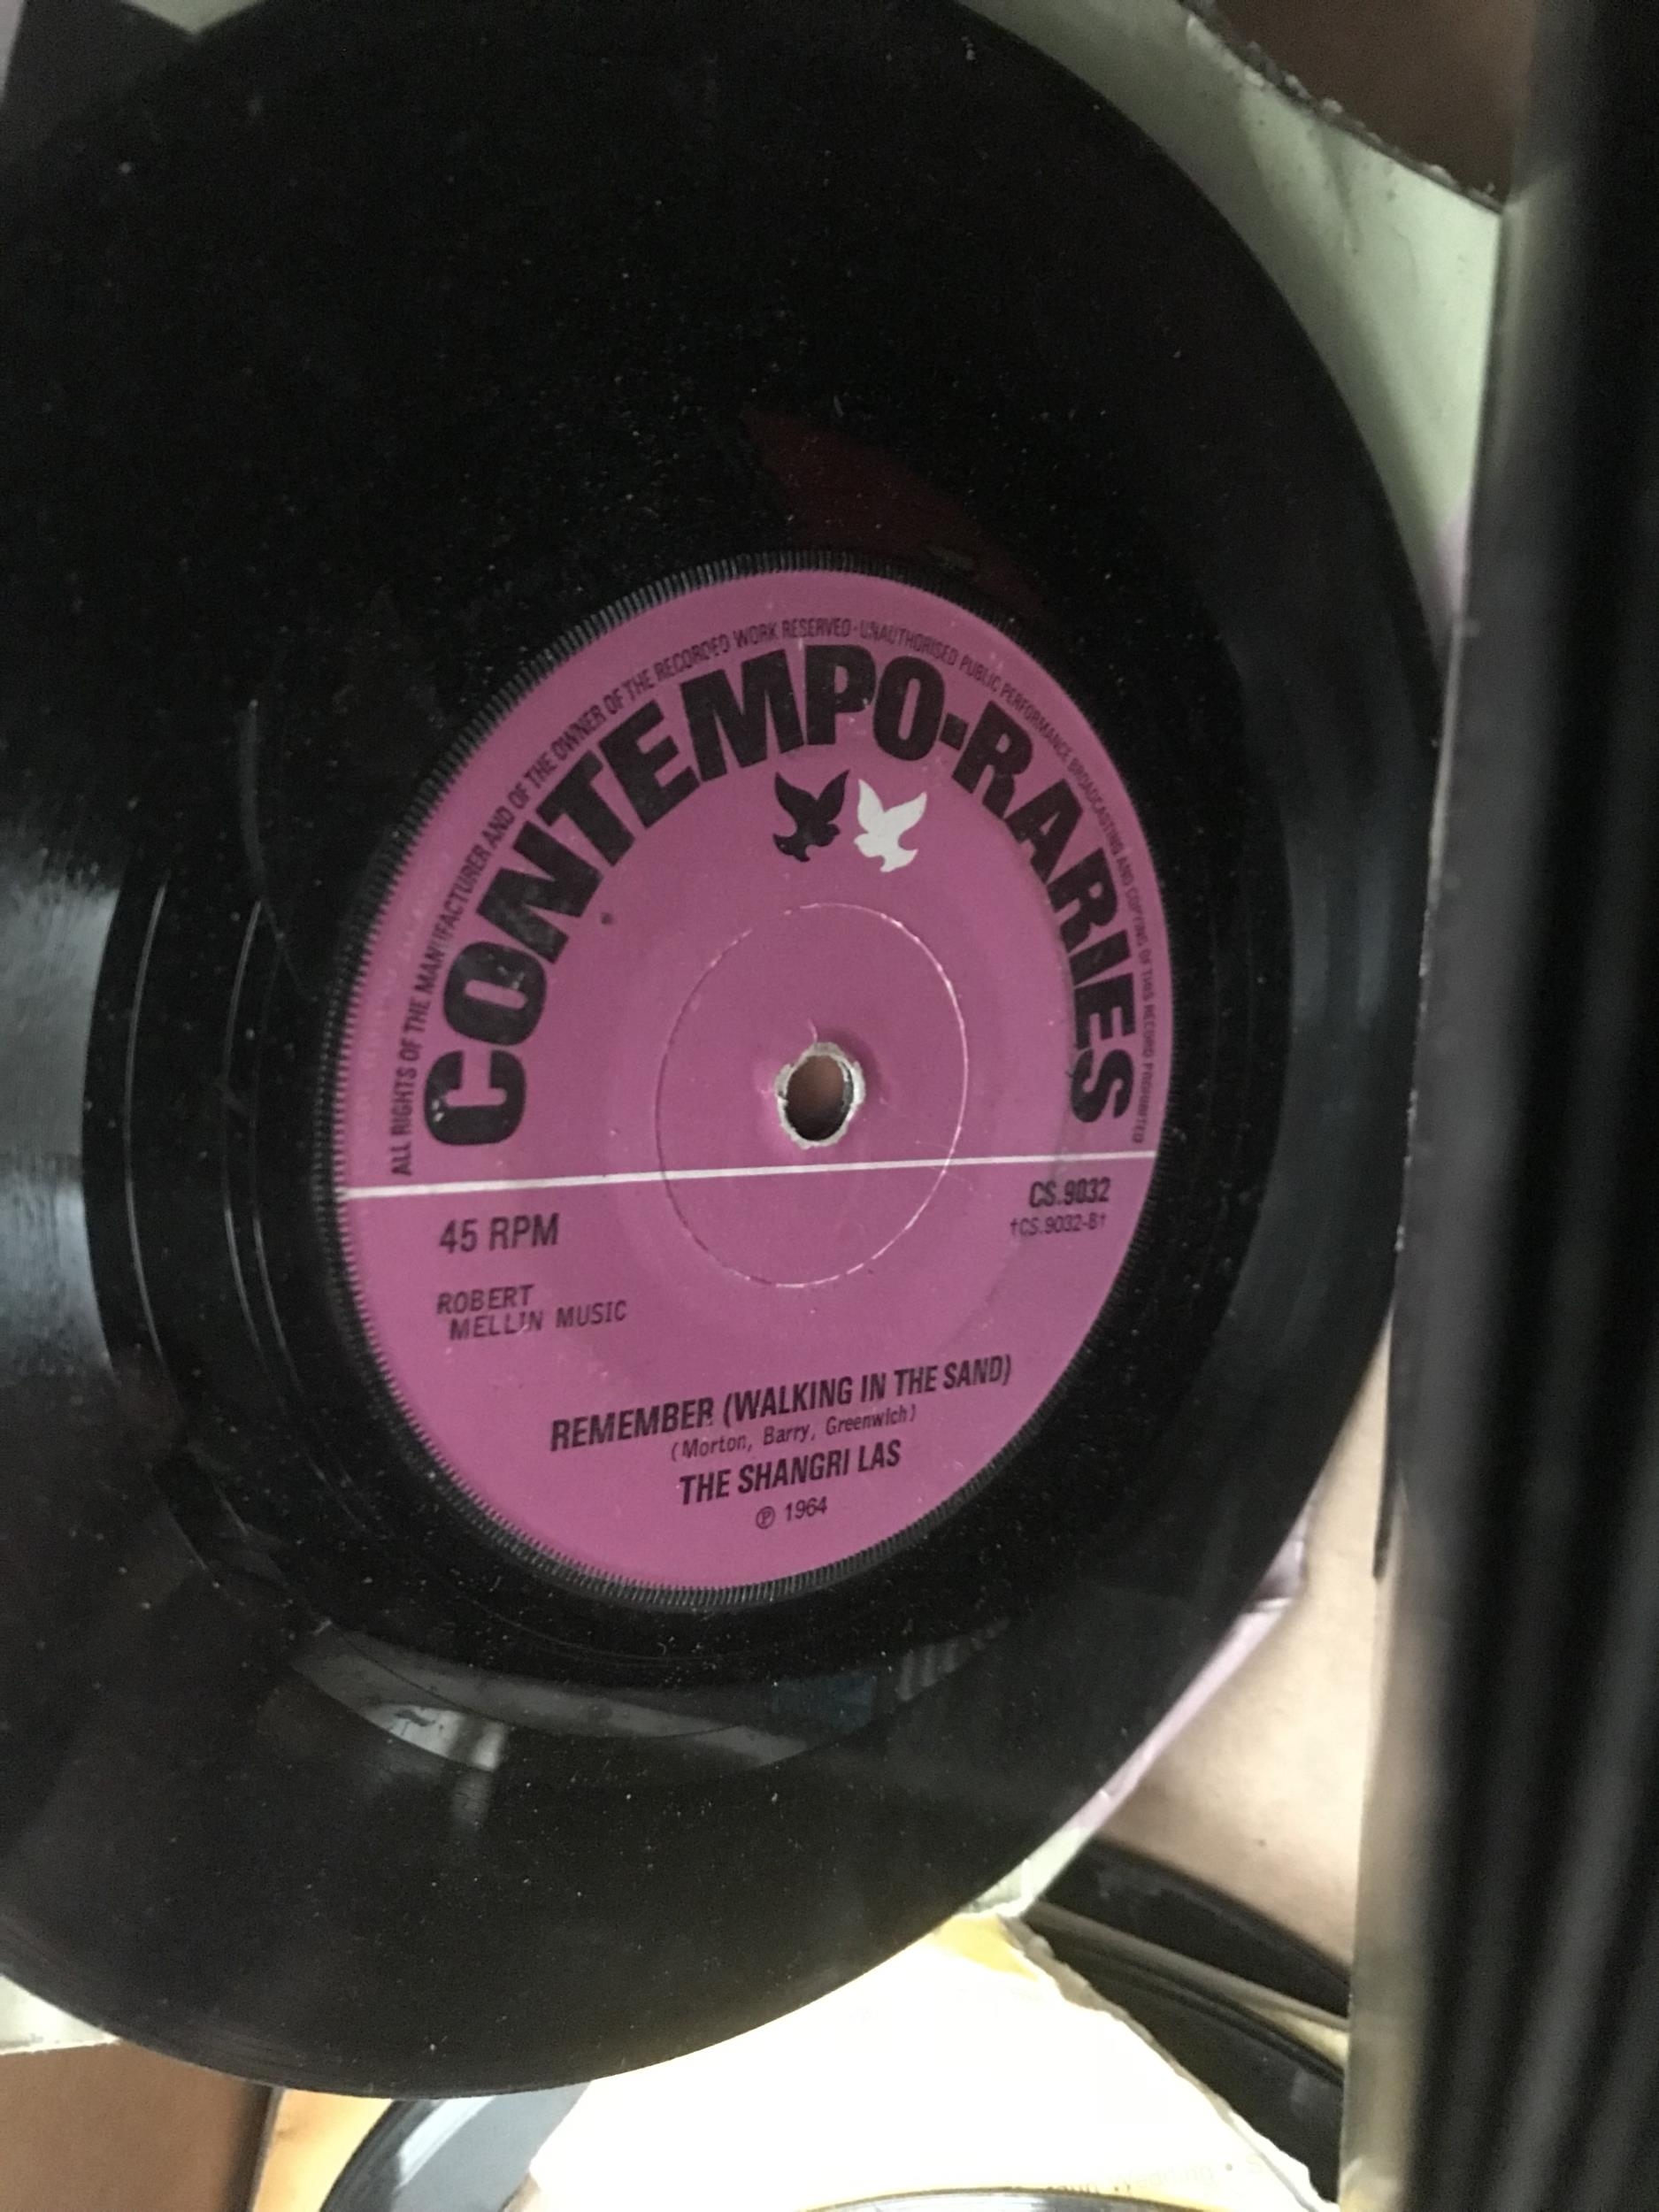 ALL RIGHTS OF THE MANUFACTURER AND OF THE OWNER OF THE RECORDED WORK RESERVED · UNAUTHORISED PUBLIC PERFORMANCE BROADCASTING AND COPYING OF THIS RECORD PROHIBITED
CONTEMPO-RARIES
45 RPM
CS.9032
†CS.9032-B†
ROBERT
MELLIN MUSIC
REMEMBER (WALKING IN THE SAND)
(Morton, Barry, Greenwich)
THE SHANGRI LAS
℗ 1964